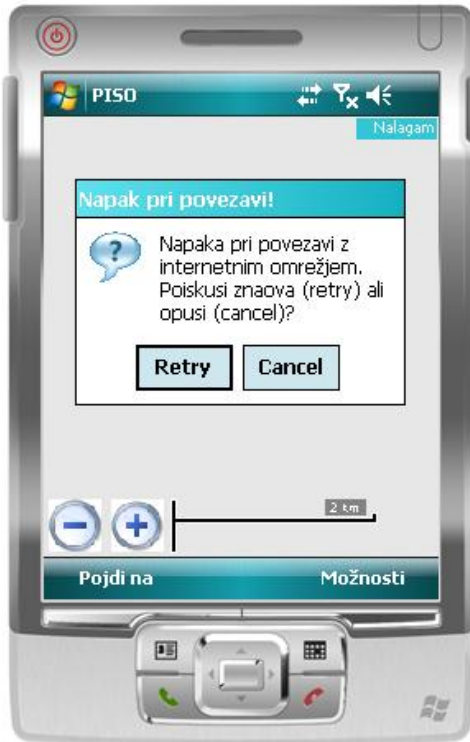 PISO
Nalagam
Napak pri povezavi!
Napaka pri povezavi z
internetnim omrežjem.
Poiskusi znaova (retry) ali
opusi (cancel)?
Retry Cancel
2 km
Pojdi na Možnosti